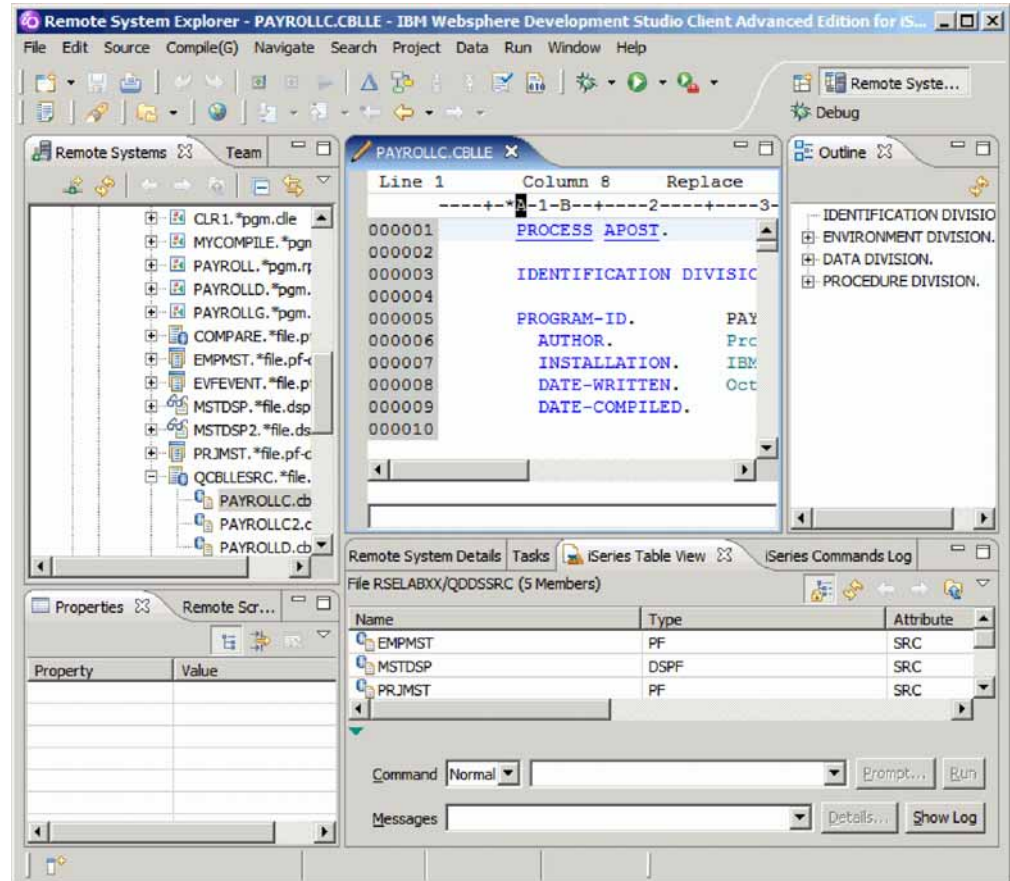 Remote System Explorer - PAYROLLC.CBLLE - IBM Websphere Development Studio Client Advanced Edition for iS...
File Edit Source Compile(G) Navigate Search Project Data Run Window Help
Remote Syste...
Debug
Remote Systems
Team
CLR1.*pgm.clle
MYCOMPILE.*pgn
PAYROLL.*pgm.rp
PAYROLLD.*pgm.
PAYROLLG.*pgm.
COMPARE.*file.pf
EMPMST.*file.pf-d
EVFEVENT.*file.pf
MSTDSP.*file.dsp
MSTDSP2.*file.ds
PRJMST.*file.pf-d
QCBLLESRC.*file.
PAYROLLC.cb
PAYROLLC2.c
PAYROLLD.cb
PAYROLLC.CBLLE
Line 1 Column 8 Replace
----+-*A-1-B--+----2----+----3-
000001 PROCESS APOST.
000002
000003 IDENTIFICATION DIVISIO
000004
000005 PROGRAM-ID. PAY
000006 AUTHOR. Pro
000007 INSTALLATION. IBM
000008 DATE-WRITTEN. Oct
000009 DATE-COMPILED.
000010
Outline
IDENTIFICATION DIVISIO
ENVIRONMENT DIVISION.
DATA DIVISION.
PROCEDURE DIVISION.
Properties
Remote Scr...
Property Value
Remote System Details Tasks iSeries Table View iSeries Commands Log
File RSELABXX/QDDSSRC (5 Members)
Name Type Attribute
EMPMST PF SRC
MSTDSP DSPF SRC
PRJMST PF SRC
Command Normal Prompt... Run
Messages Details... Show Log